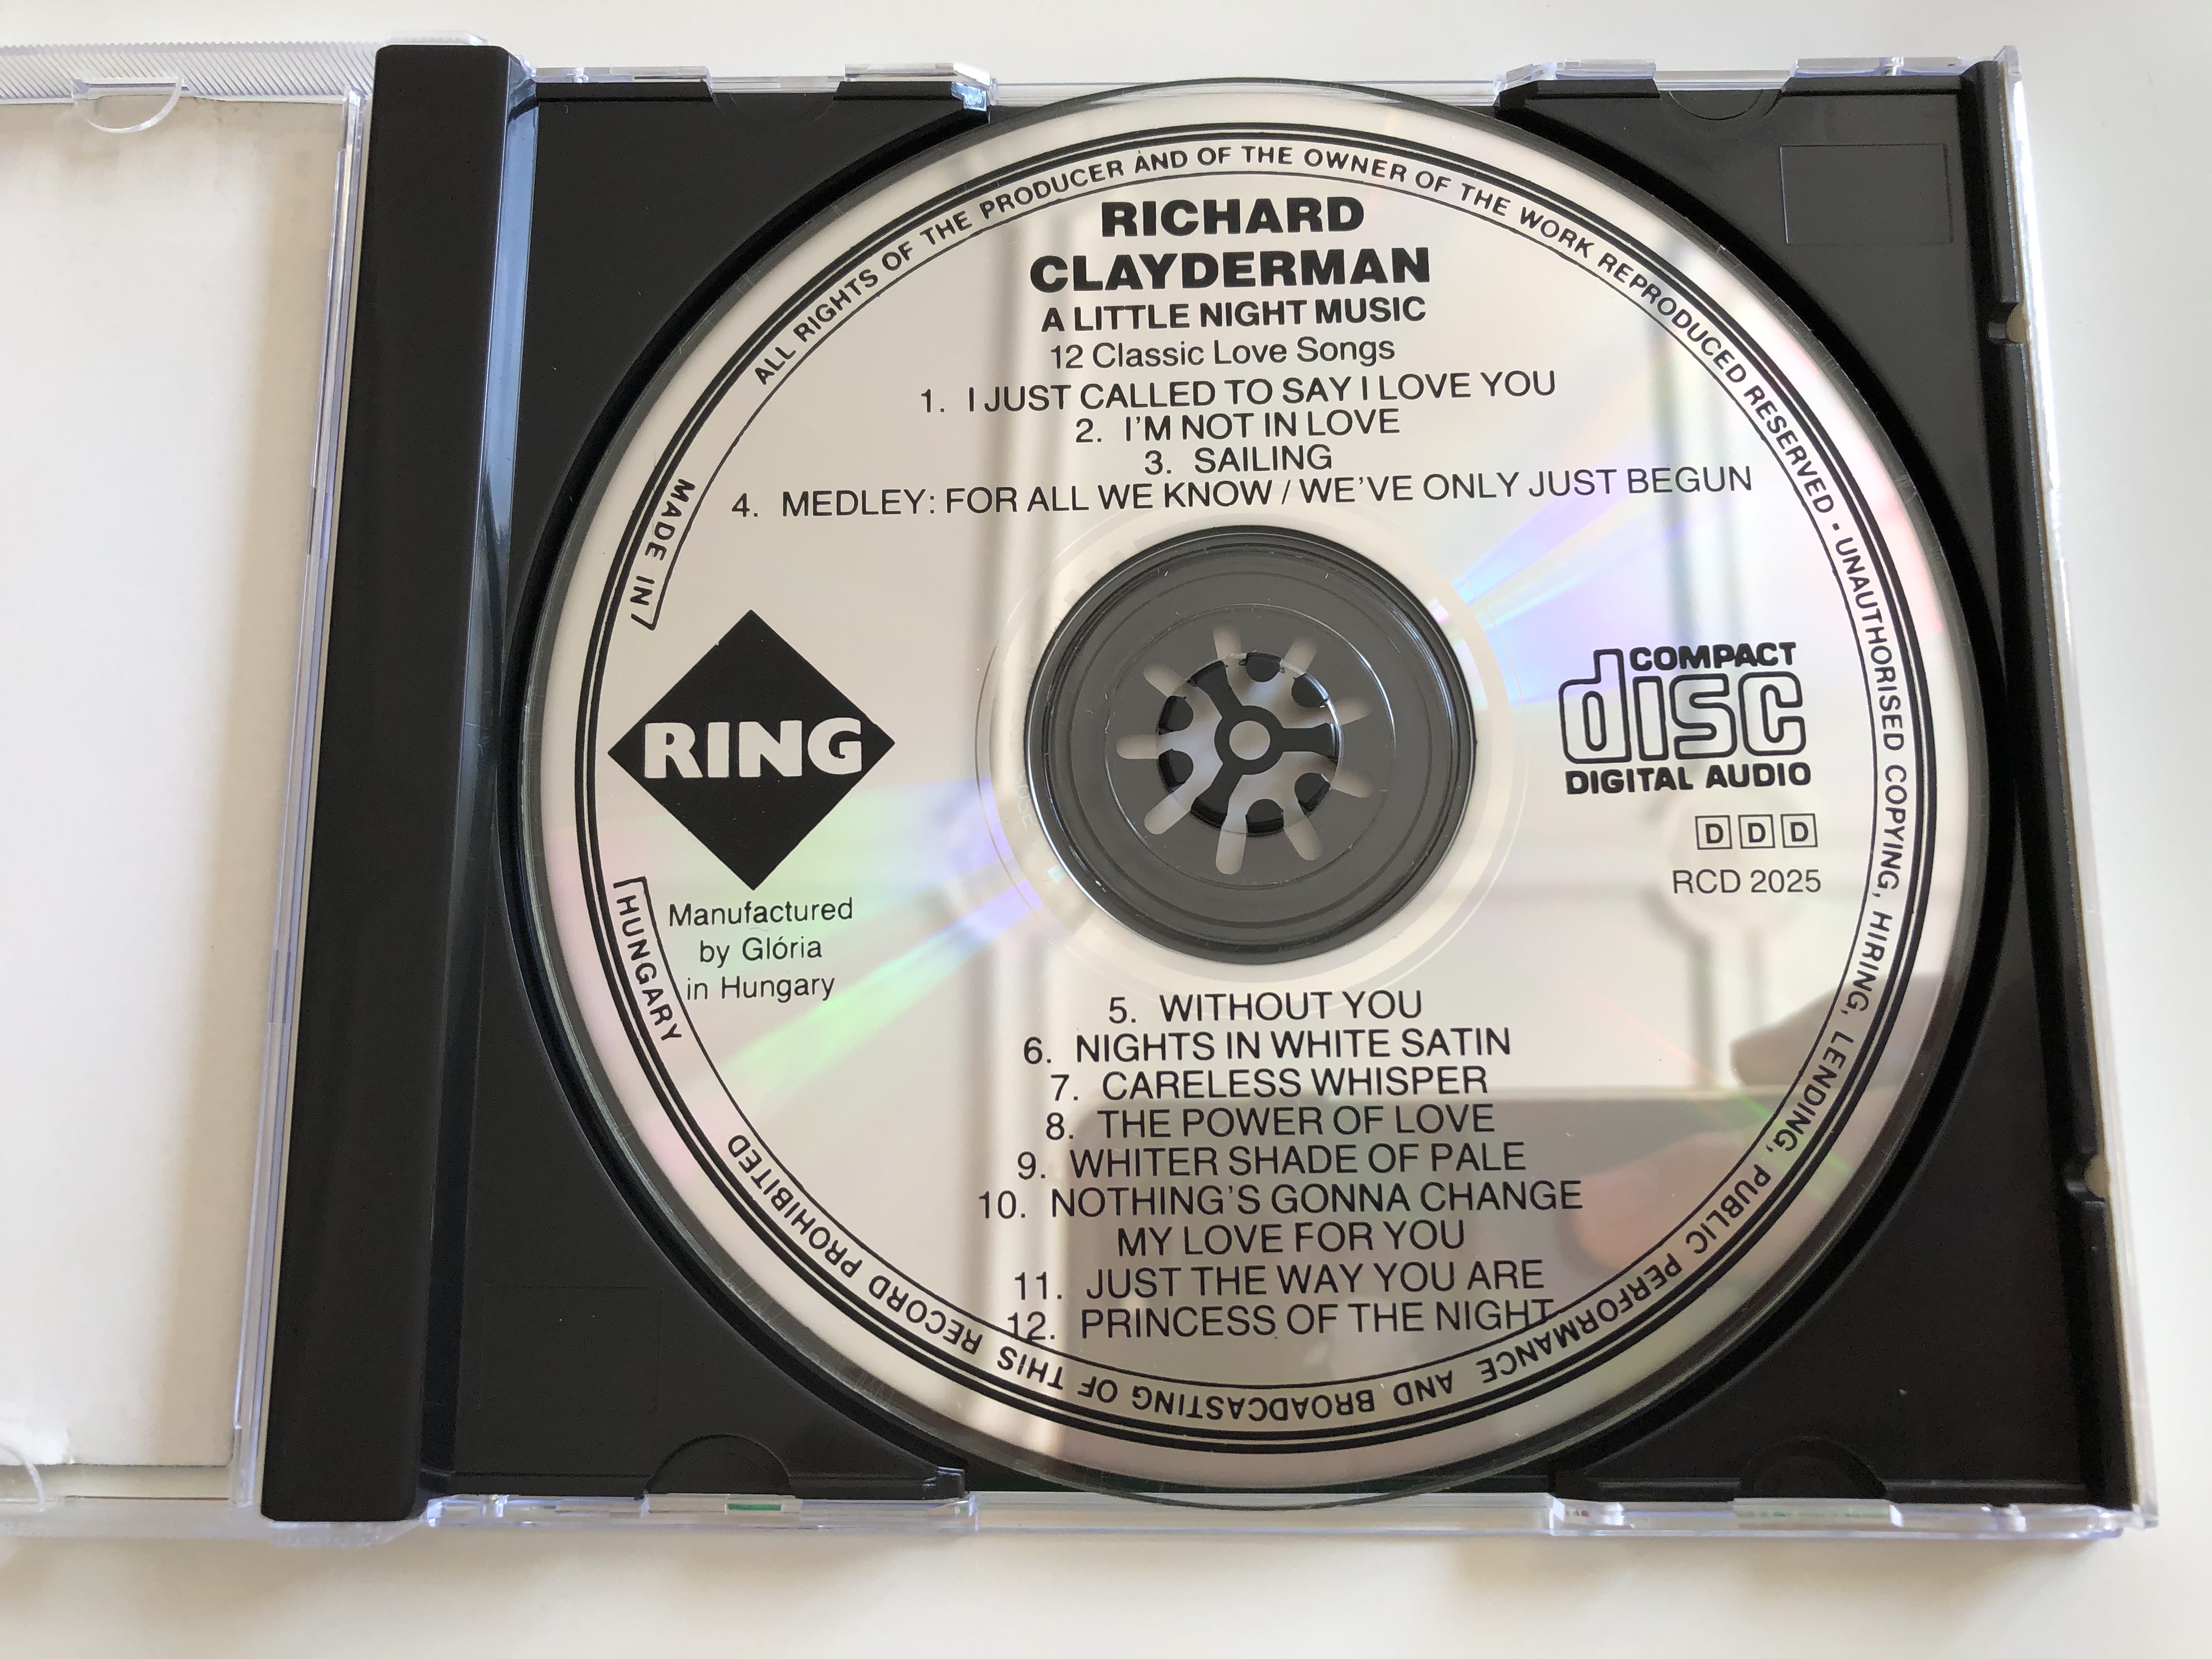 ALL RIGHTS OF THE PRODUCER AND OF THE OWNER OF THE WORK REPRODUCED RESERVED · UNAUTHORISED COPYING, HIRING, LENDING, PUBLIC PERFORMANCE AND BROADCASTING OF THIS RECORD PROHIBITED
MADE IN
HUNGARY
RICHARD
CLAYDERMAN
A LITTLE NIGHT MUSIC
12 Classic Love Songs
1. I JUST CALLED TO SAY I LOVE YOU
2. I'M NOT IN LOVE
3. SAILING
4. MEDLEY: FOR ALL WE KNOW / WE'VE ONLY JUST BEGUN
RING
Manufactured
by Glória
in Hungary
COMPACT
disc
DIGITAL AUDIO
D D D
RCD 2025
5. WITHOUT YOU
6. NIGHTS IN WHITE SATIN
7. CARELESS WHISPER
8. THE POWER OF LOVE
9. WHITER SHADE OF PALE
10. NOTHING'S GONNA CHANGE
MY LOVE FOR YOU
11. JUST THE WAY YOU ARE
12. PRINCESS OF THE NIGHT